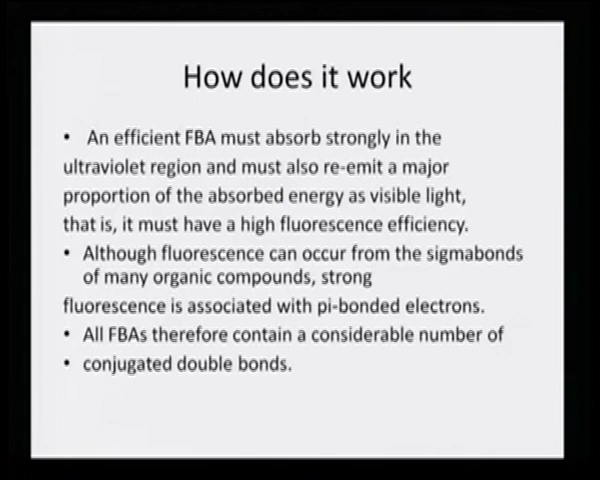 How does it work
• An efficient FBA must absorb strongly in the
ultraviolet region and must also re-emit a major
proportion of the absorbed energy as visible light,
that is, it must have a high fluorescence efficiency.
• Although fluorescence can occur from the sigmabonds
of many organic compounds, strong
fluorescence is associated with pi-bonded electrons.
• All FBAs therefore contain a considerable number of
• conjugated double bonds.